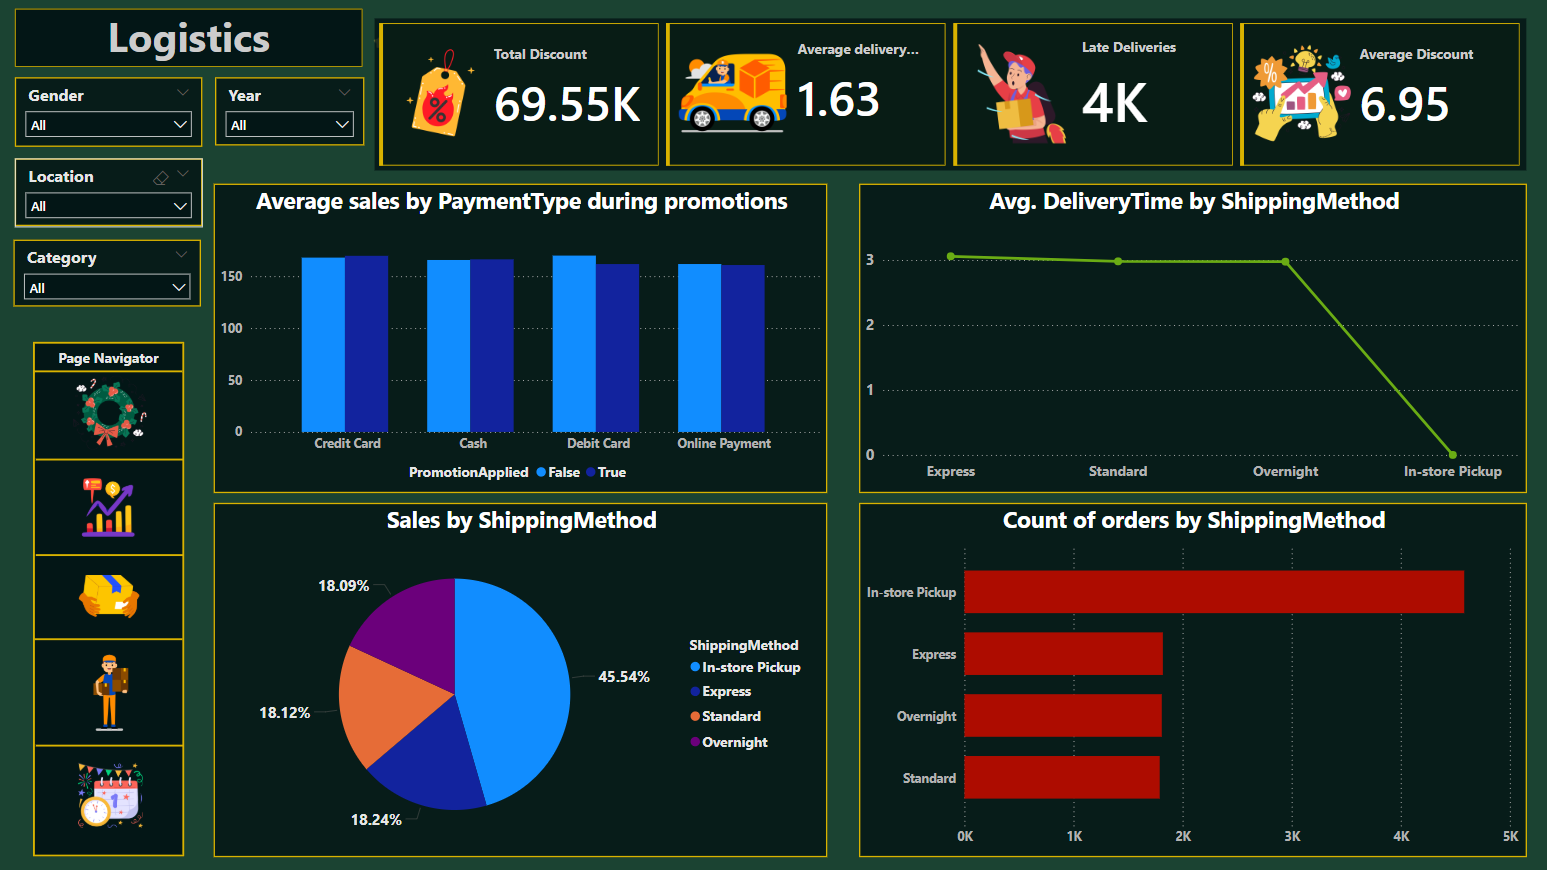 Logistics
Gender
All
Year
All
Location
All
Category
All
Page Navigator
Total Discount
69.55K
Average delivery...
1.63
Late Deliveries
4K
Average Discount
6.95
%
%
1
Average sales by PaymentType during promotions
150
100
50
0
Credit Card
Cash
Debit Card
Online Payment
PromotionApplied
False
True
Avg. DeliveryTime by ShippingMethod
3
2
1
0
Express
Standard
Overnight
In-store Pickup
Sales by ShippingMethod
18.09%
45.54%
18.12%
18.24%
ShippingMethod
In-store Pickup
Express
Standard
Overnight
Count of orders by ShippingMethod
In-store Pickup
Express
Overnight
Standard
0K
1K
2K
3K
4K
5K